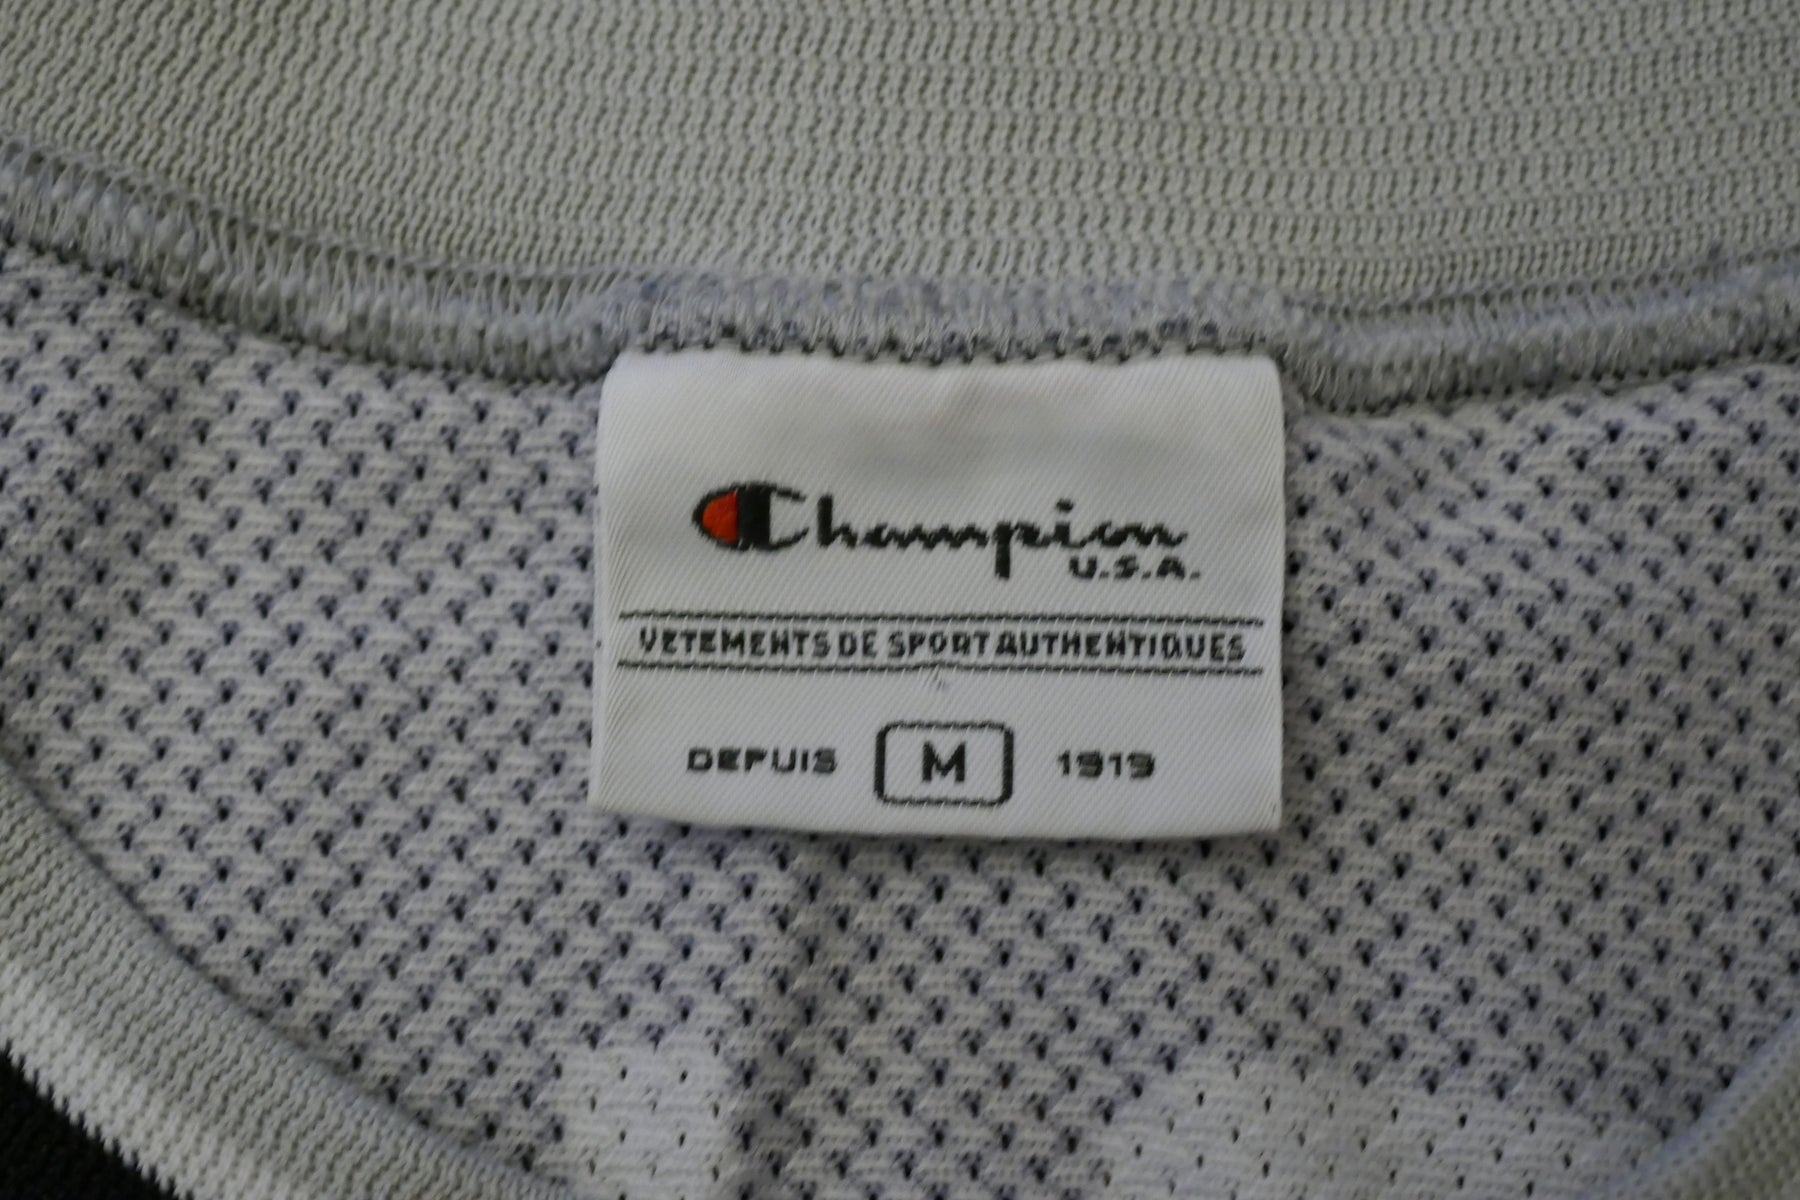 Champion
U.S.A.
VETEMENTS DE SPORT AUTHENTIQUES
DEPUIS M 1919